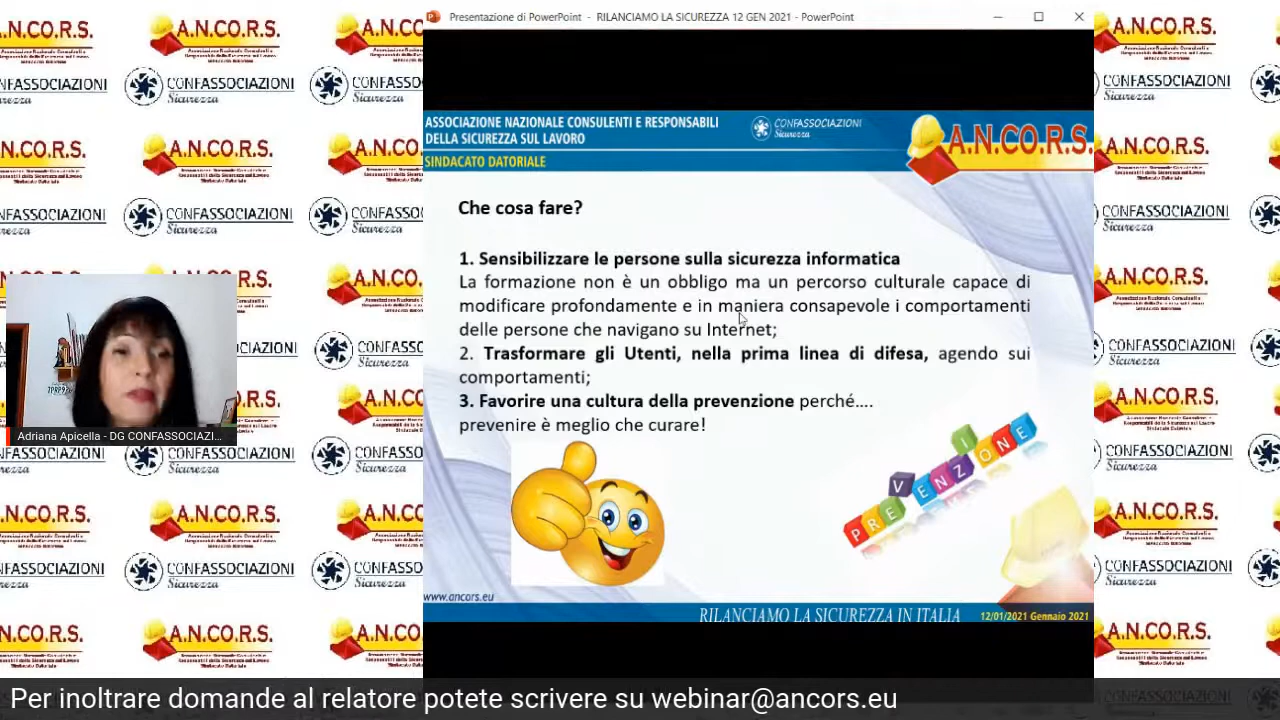 Presentazione di PowerPoint - RILANCIAMO LA SICUREZZA 12 GEN 2021 - PowerPoint
ASSOCIAZIONE NAZIONALE CONSULENTI E RESPONSABILI
DELLA SICUREZZA SUL LAVORO
SINDACATO DATORIALE
CONFASSOCIAZIONI
Sicurezza
A.N.CO.R.S.
Che cosa fare?
1. Sensibilizzare le persone sulla sicurezza informatica
La formazione non è un obbligo ma un percorso culturale capace di
modificare profondamente in maniera consapevole i comportamenti
delle persone che navigano su Internet;
2. Trasformare gli Utenti, nella prima linea di difesa, agendo sui
comportamenti;
3. Favorire una cultura della prevenzione perché....
prevenire è meglio che curare!
PREVENZIONE
www.ancors.eu
RILANCIAMO LA SICUREZZA IN ITALIA
12/01/2021 Gennaio 2021
A.N.CO.R.S.
CONFASSOCIAZIONI
Sicurezza
Adriana Apicella - DG CONFASSOCIAZI...
Per inoltrare domande al relatore potete scrivere su webinar@ancors.eu